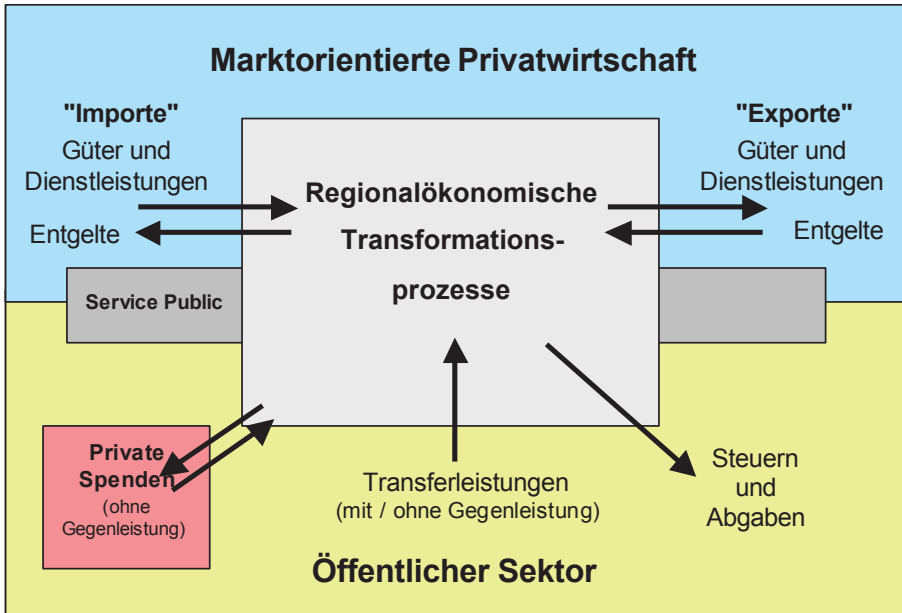 Marktorientierte Privatwirtschaft
"Importe"
Güter und
Dienstleistungen
Entgelte
Regionalökonomische
Transformations-
prozesse
"Exporte"
Güter und
Dienstleistungen
Entgelte
Service Public
Private
Spenden
(ohne
Gegenleistung)
Transferleistungen
(mit / ohne Gegenleistung)
Steuern
und
Abgaben
Öffentlicher Sektor